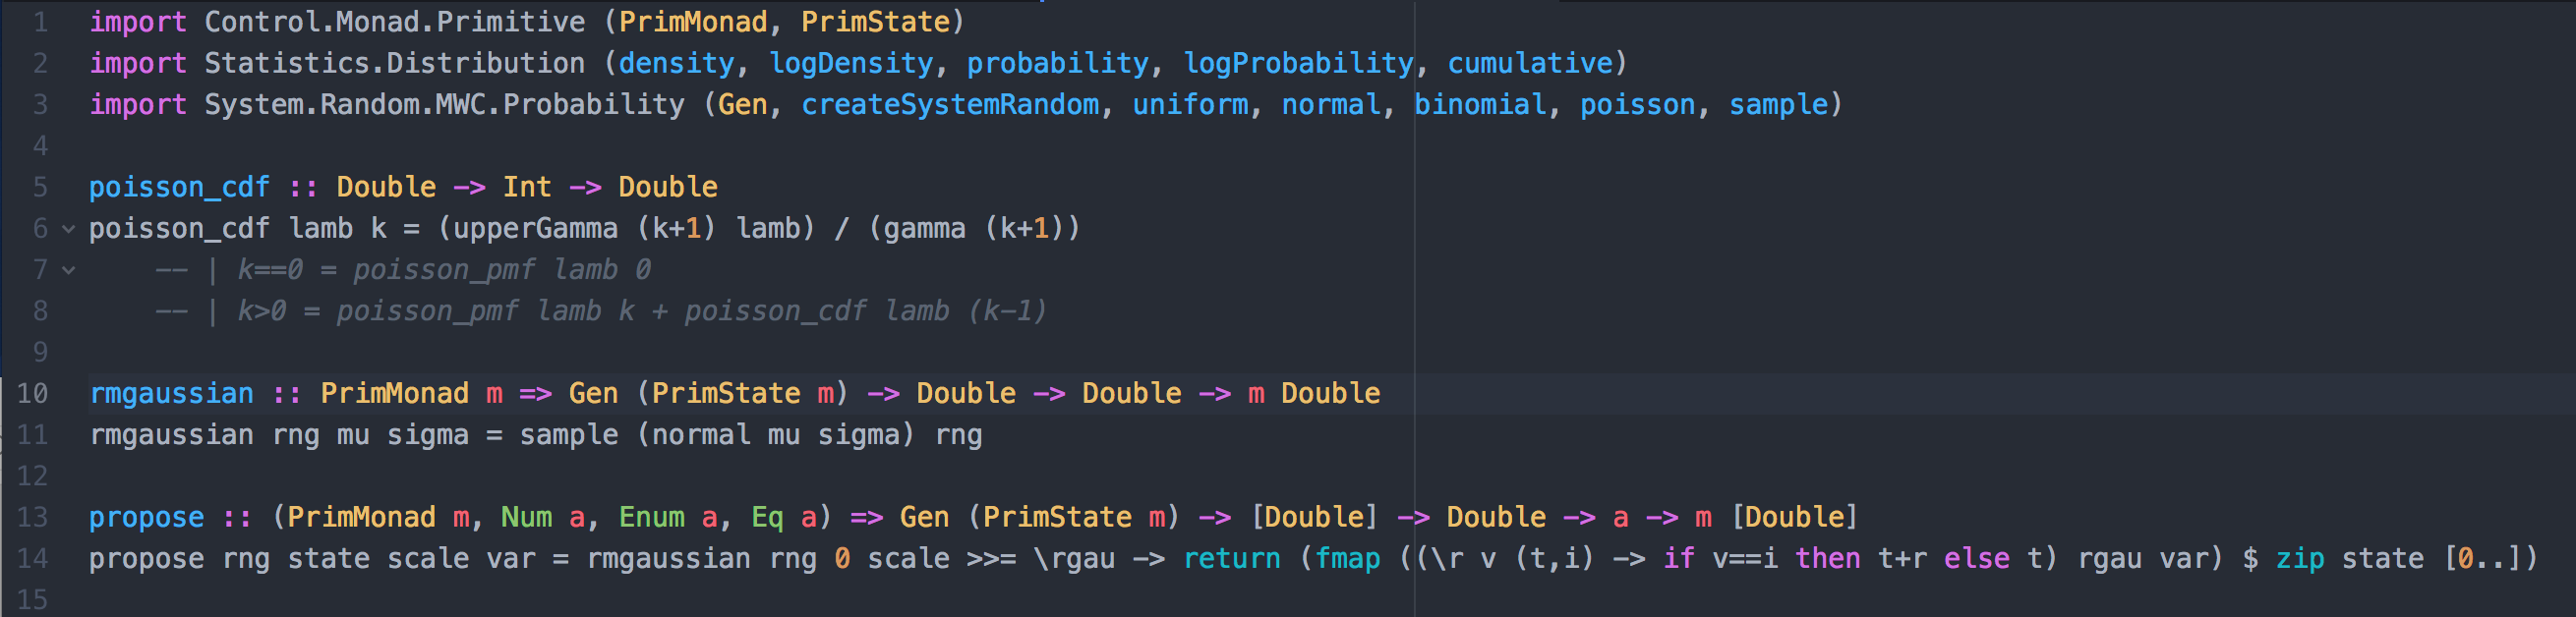 1 import Control.Monad.Primitive (PrimMonad, PrimState)
2 import Statistics.Distribution (density, logDensity, probability, logProbability, cumulative)
3 import System.Random.MWC.Probability (Gen, createSystemRandom, uniform, normal, binomial, poisson, sample)
4
5 poisson_cdf :: Double -> Int -> Double
6 poisson_cdf lamb k = (upperGamma (k+1) lamb) / (gamma (k+1))
7     -- | k==0 = poisson_pmf lamb 0
8     -- | k>0 = poisson_pmf lamb k + poisson_cdf lamb (k-1)
9
10 rmgaussian :: PrimMonad m => Gen (PrimState m) -> Double -> Double -> m Double
11 rmgaussian rng mu sigma = sample (normal mu sigma) rng
12
13 propose :: (PrimMonad m, Num a, Enum a, Eq a) => Gen (PrimState m) -> [Double] -> Double -> a -> m [Double]
14 propose rng state scale var = rmgaussian rng 0 scale >>= \rgau -> return (fmap ((\r v (t,i) -> if v==i then t+r else t) rgau var) $ zip state [0..])
15